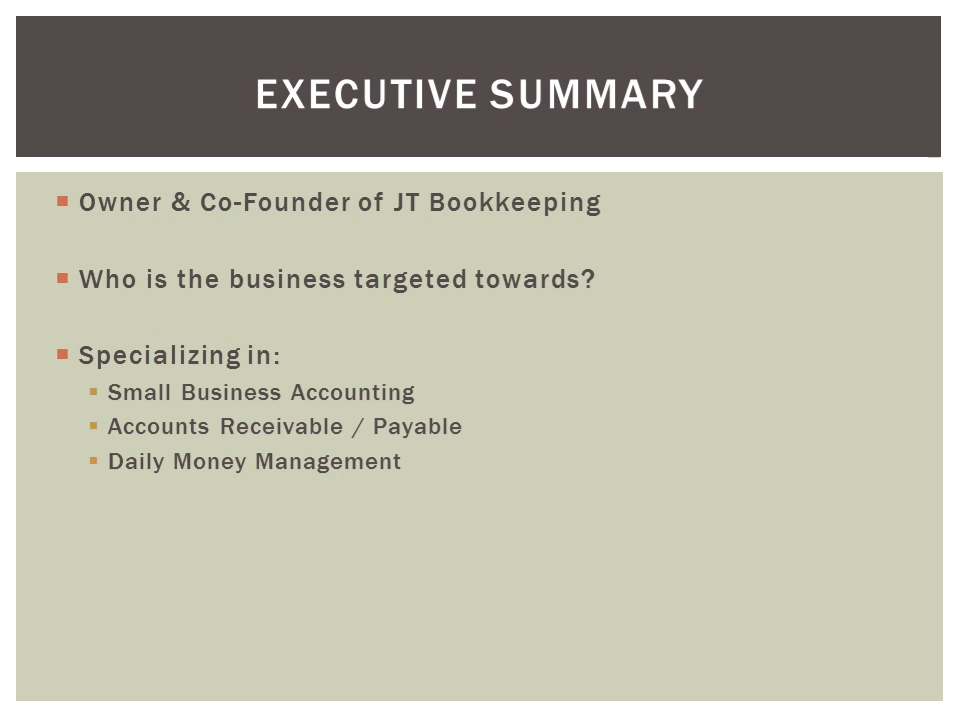 EXECUTIVE SUMMARY
Owner & Co-Founder of JT Bookkeeping
Who is the business targeted towards?
Specializing in:
Small Business Accounting
Accounts Receivable / Payable
Daily Money Management